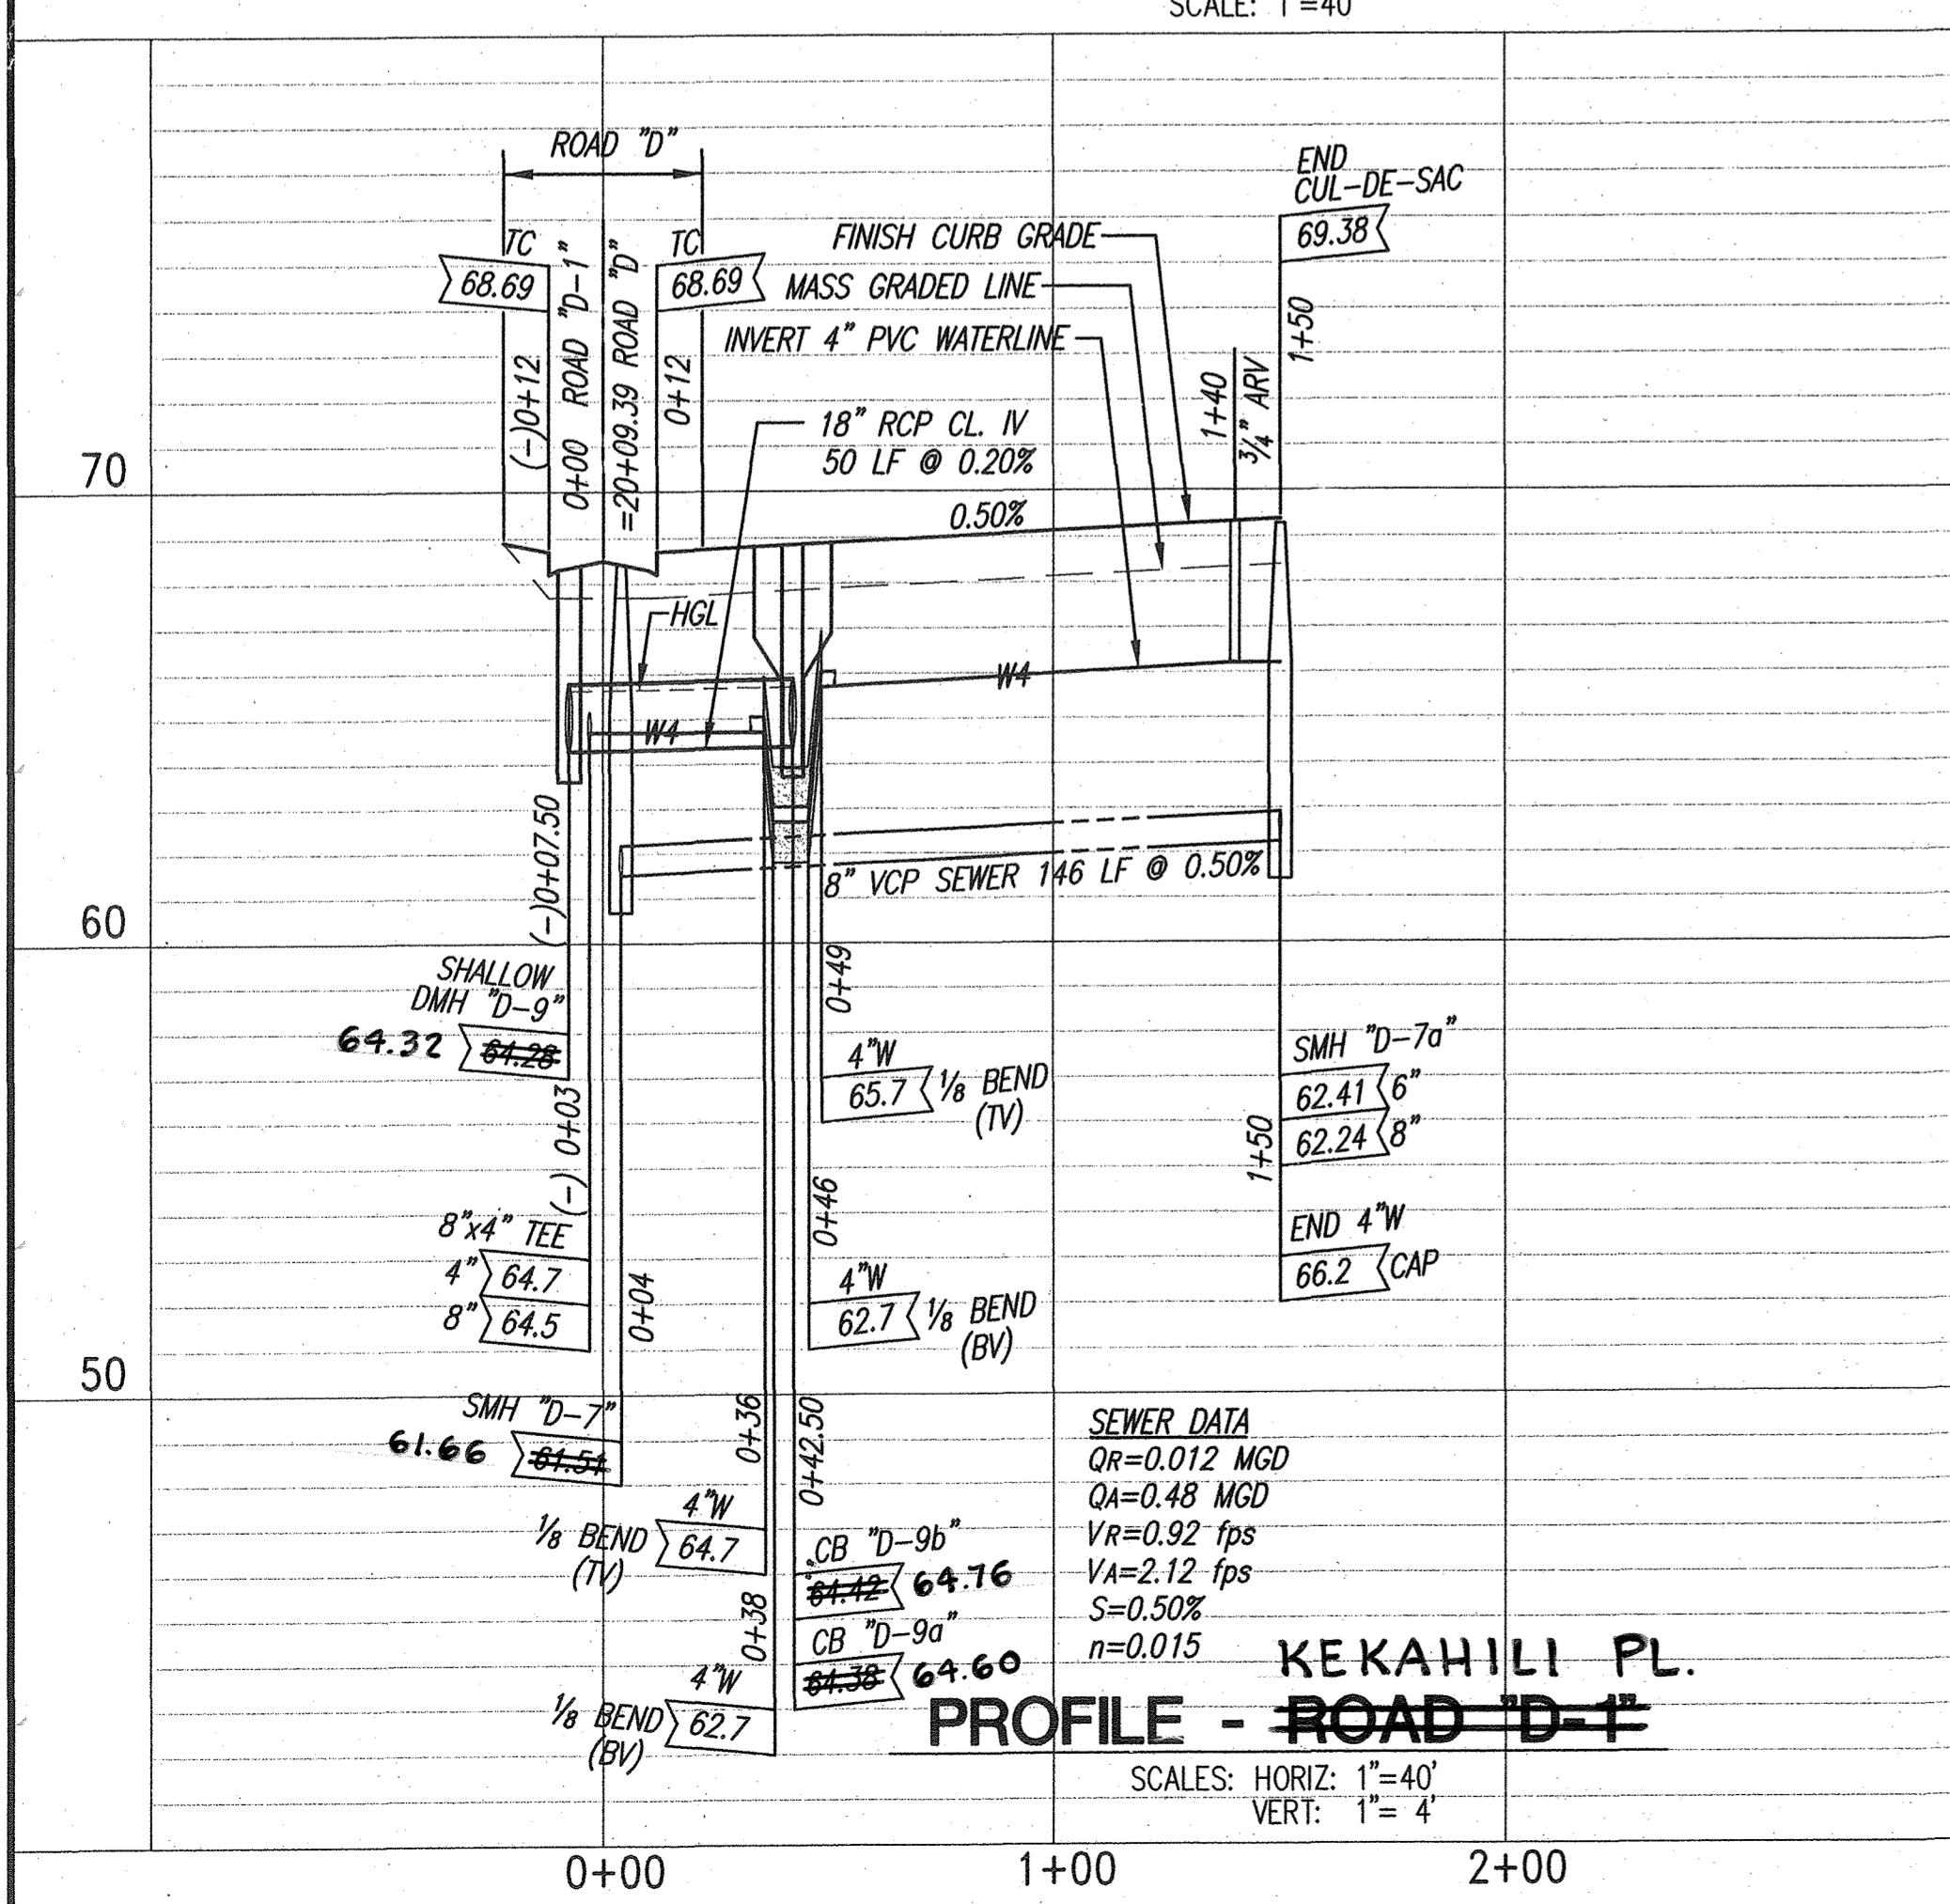 SCALE: 1"=40'
ROAD "D"
END
CUL-DE-SAC
69.38
TC
TC
68.69
68.69
(-)0+12
0+00 ROAD "D-1"
=20+09.39 ROAD "D"
0+12
FINISH CURB GRADE
MASS GRADED LINE
INVERT 4" PVC WATERLINE
1+50
1+40
3/4" ARV
18" RCP CL. IV
50 LF @ 0.20%
70
0.50%
HGL
W4
W4
(-)0+07.50
8" VCP SEWER 146 LF @ 0.50%
60
SHALLOW
DMH "D-9"
64.32
64.28
0+49
4"W
65.7
1/8 BEND
(TV)
SMH "D-7a"
62.41 6"
62.24 8"
1+50
(-) 0+03
0+46
END 4"W
66.2 CAP
8"x4" TEE
4" 64.7
8" 64.5
0+04
4"W
62.7
1/8 BEND
(BV)
50
SMH "D-7"
61.66
61.51
0+36
0+42.50
SEWER DATA
QR=0.012 MGD
QA=0.48 MGD
VR=0.92 fps
VA=2.12 fps
S=0.50%
n=0.015
4"W
1/8 BEND 64.7
(TV)
CB "D-9b"
64.42 64.76
0+38
CB "D-9a"
64.38 64.60
4"W
1/8 BEND 62.7
(BV)
KEKAHILI PL.
PROFILE - ROAD "D-1"
SCALES: HORIZ: 1"=40'
VERT: 1"= 4'
0+00
1+00
2+00